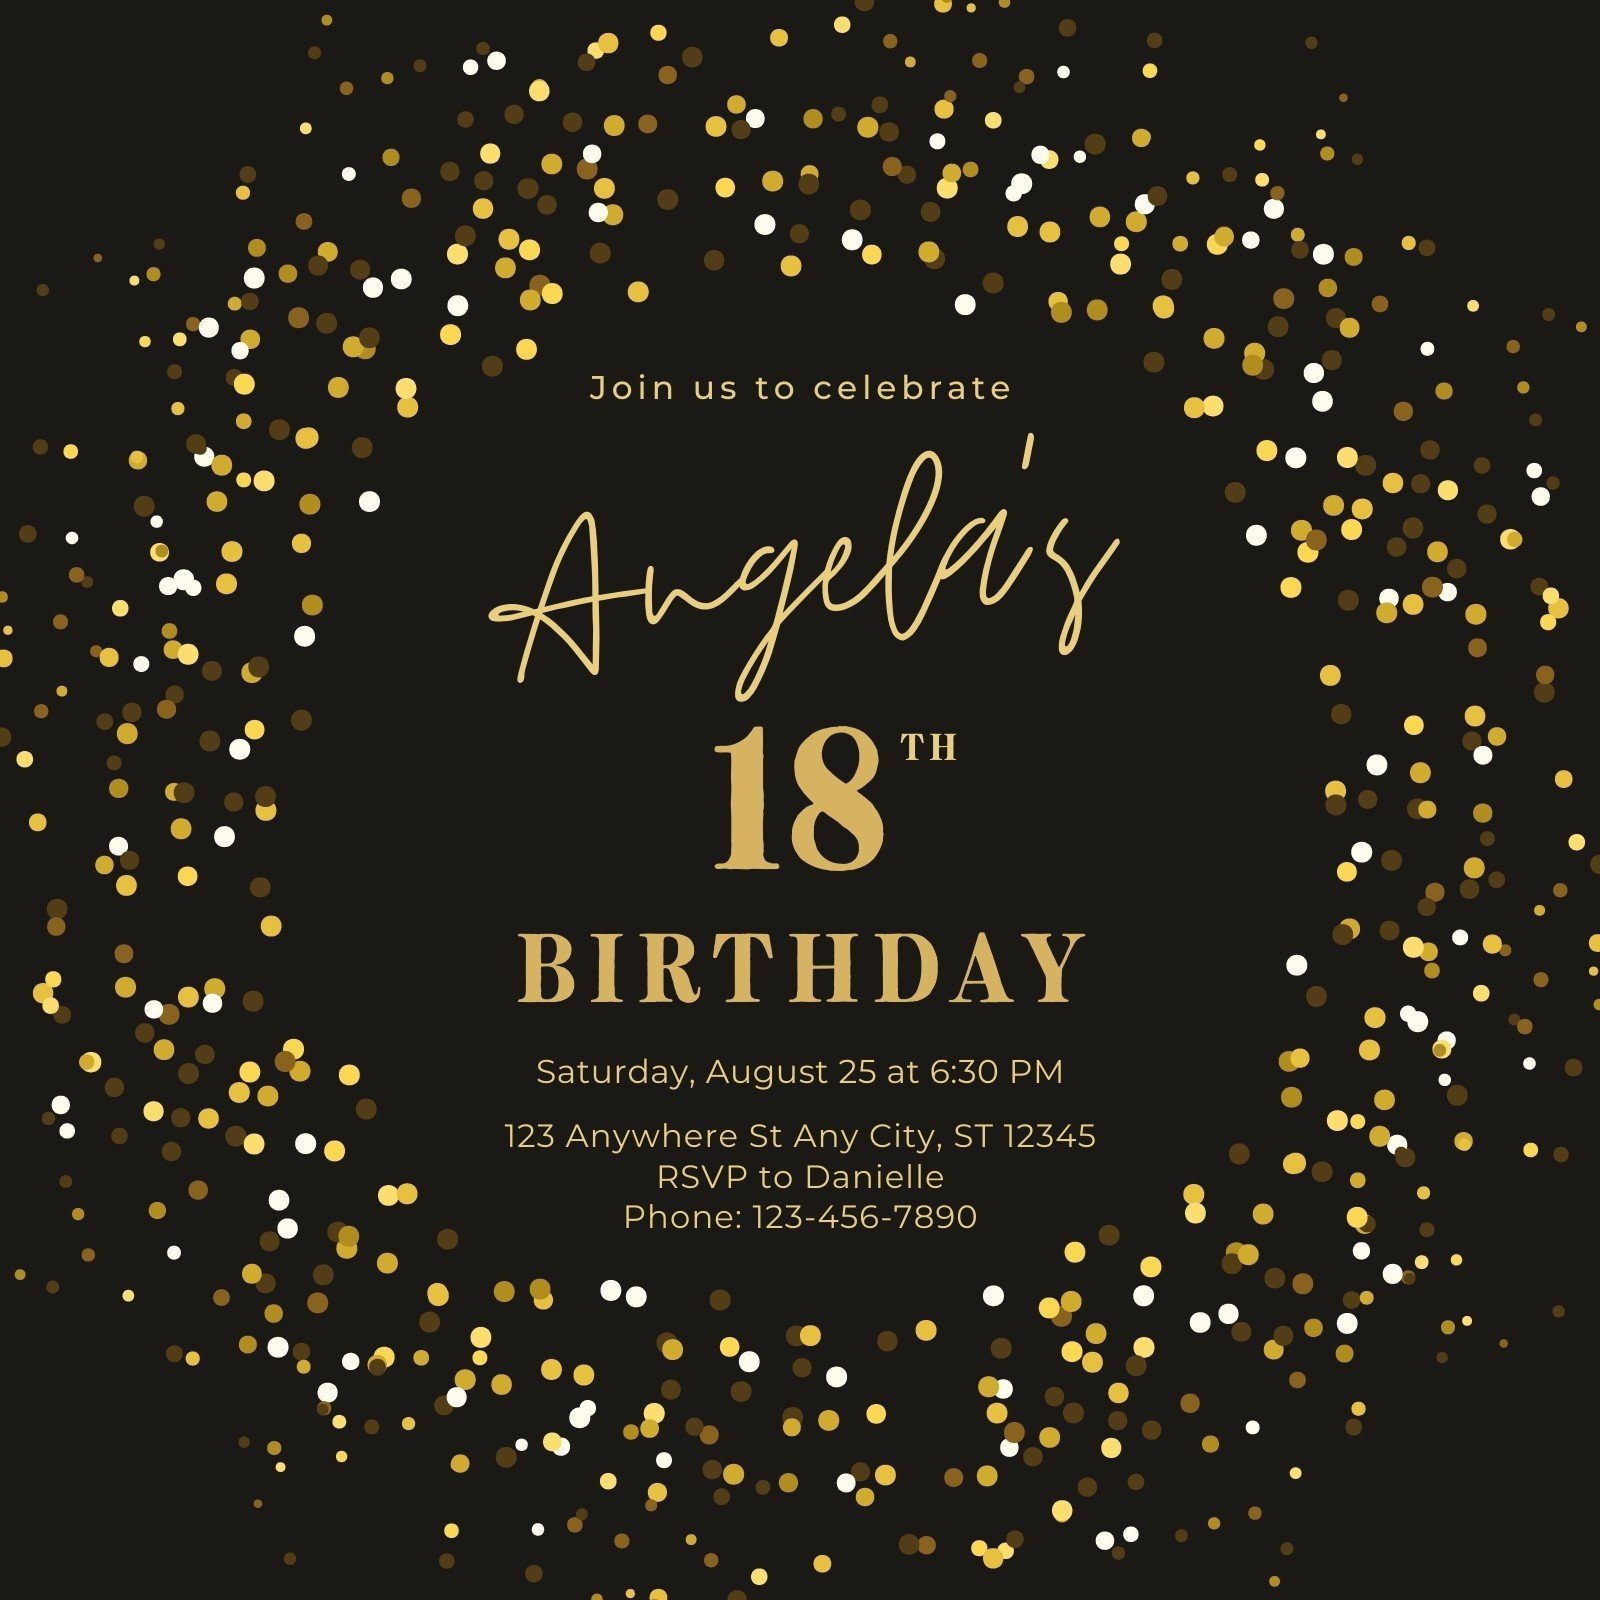 Join us to celebrate
Angela's
18TH
BIRTHDAY
Saturday, August 25 at 6:30 PM
123 Anywhere St Any City, ST 12345
RSVP to Danielle
Phone: 123-456-7890